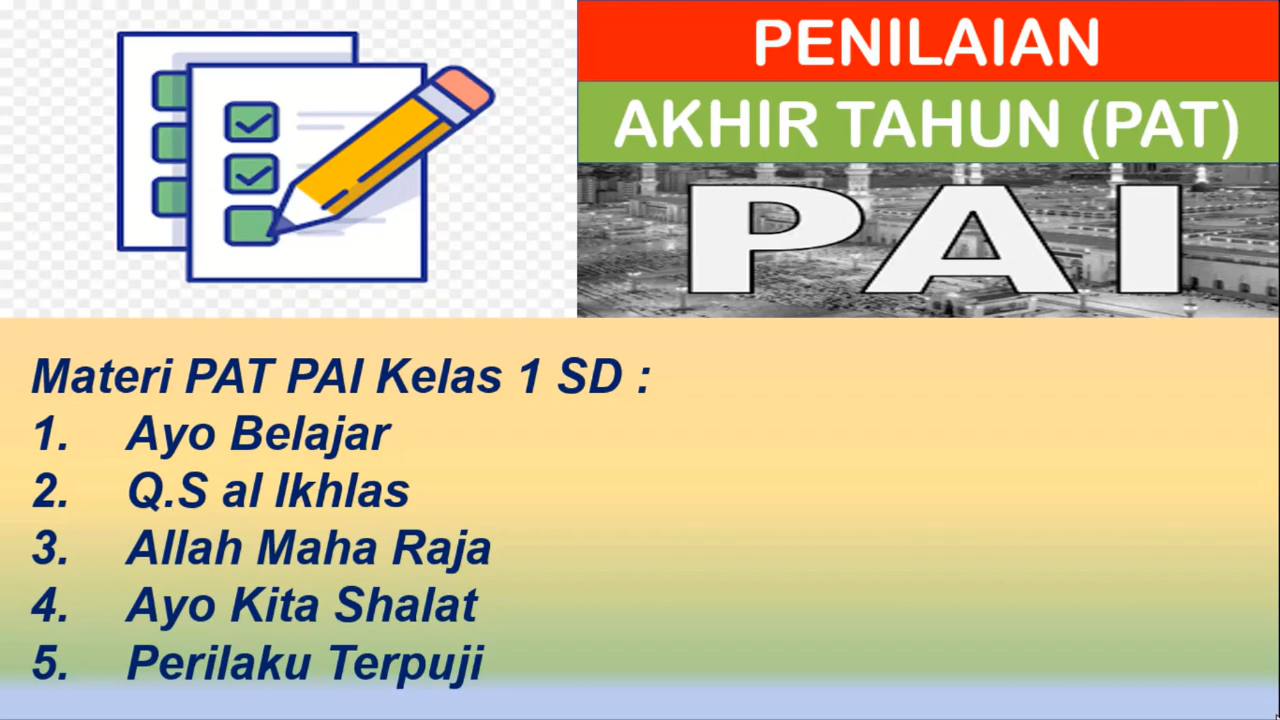 PENILAIAN
AKHIR TAHUN (PAT)
PAI
Materi PAT PAI Kelas 1 SD :
1. Ayo Belajar
2. Q.S al Ikhlas
3. Allah Maha Raja
4. Ayo Kita Shalat
5. Perilaku Terpuji